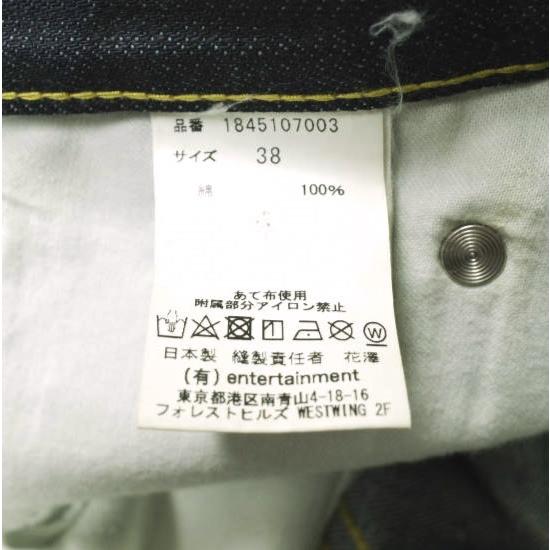 品番 1845107003
サイズ 38
綿 100%
あて布使用
附属部分アイロン禁止
W
日本製 縫製責任者 花澤
(有) entertainment
東京都港区南青山4-18-16
フォレストヒルズ WESTWING 2F